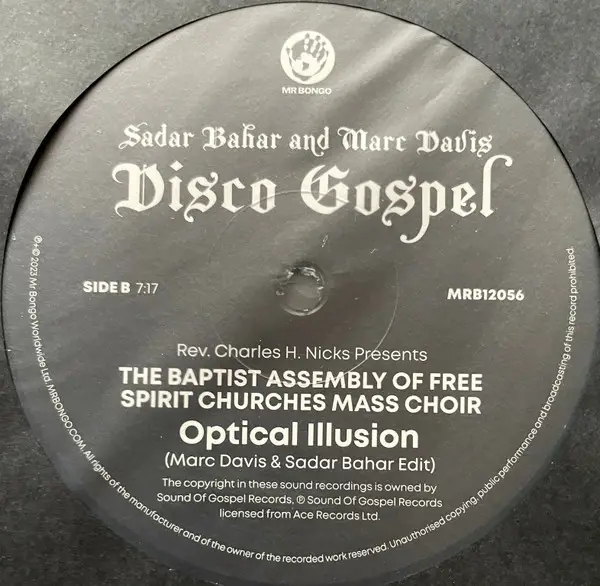 MR BONGO
Sadar Bahar and Marc Davis
Disco Gospel
SIDE B 7:17
MRB12056
Rev. Charles H. Nicks Presents
THE BAPTIST ASSEMBLY OF FREE
SPIRIT CHURCHES MASS CHOIR
Optical Illusion
(Marc Davis & Sadar Bahar Edit)
The copyright in these sound recordings is owned by
Sound Of Gospel Records, ℗ Sound Of Gospel Records
licensed from Ace Records Ltd.
℗+© 2023 Mr Bongo Worldwide Ltd. MRBONGO.COM. All rights of the manufacturer and of the owner of the recorded work reserved. Unauthorised copying, public performance and broadcasting of this record prohibited.